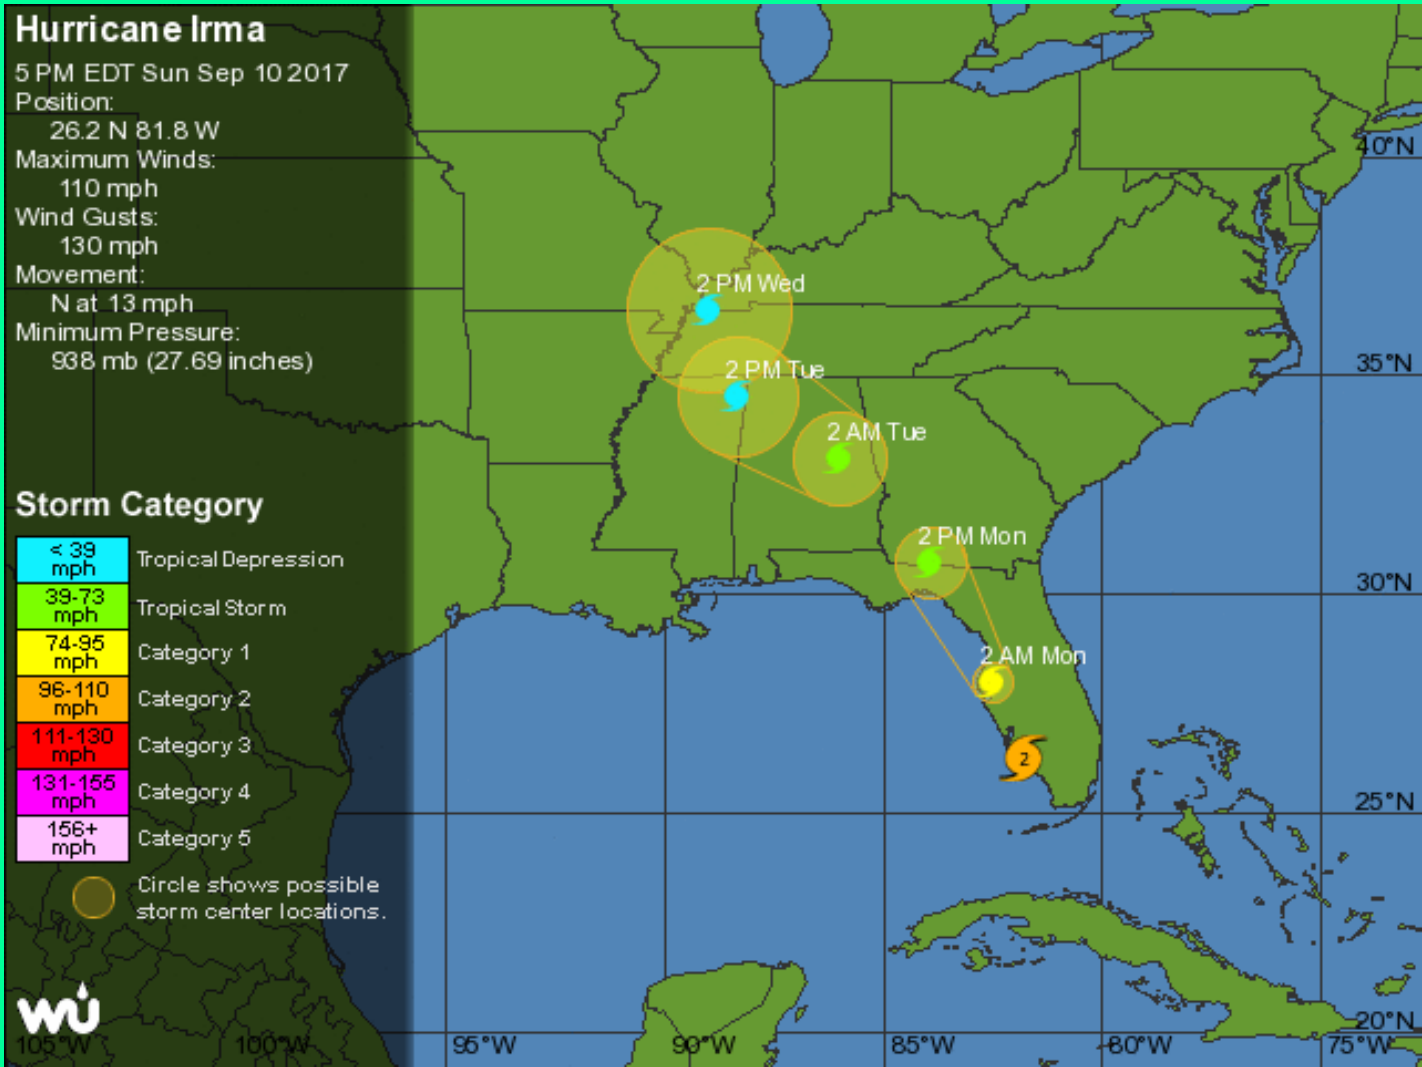 Hurricane Irma
5 PM EDT Sun Sep 10 2017
Position:
26.2 N 81.8 W
Maximum Winds:
110 mph
Wind Gusts:
130 mph
Movement:
N at 13 mph
Minimum Pressure:
938 mb (27.69 inches)
Storm Category
< 39 mph Tropical Depression
39-73 mph Tropical Storm
74-95 mph Category 1
96-110 mph Category 2
111-130 mph Category 3
131-155 mph Category 4
156+ mph Category 5
Circle shows possible
storm center locations.
wu
2 PM Wed
2 PM Tue
2 AM Tue
2 PM Mon
2 AM Mon
2
40°N
35°N
30°N
25°N
20°N
105°W 100°W 95°W 90°W 85°W 80°W 75°W